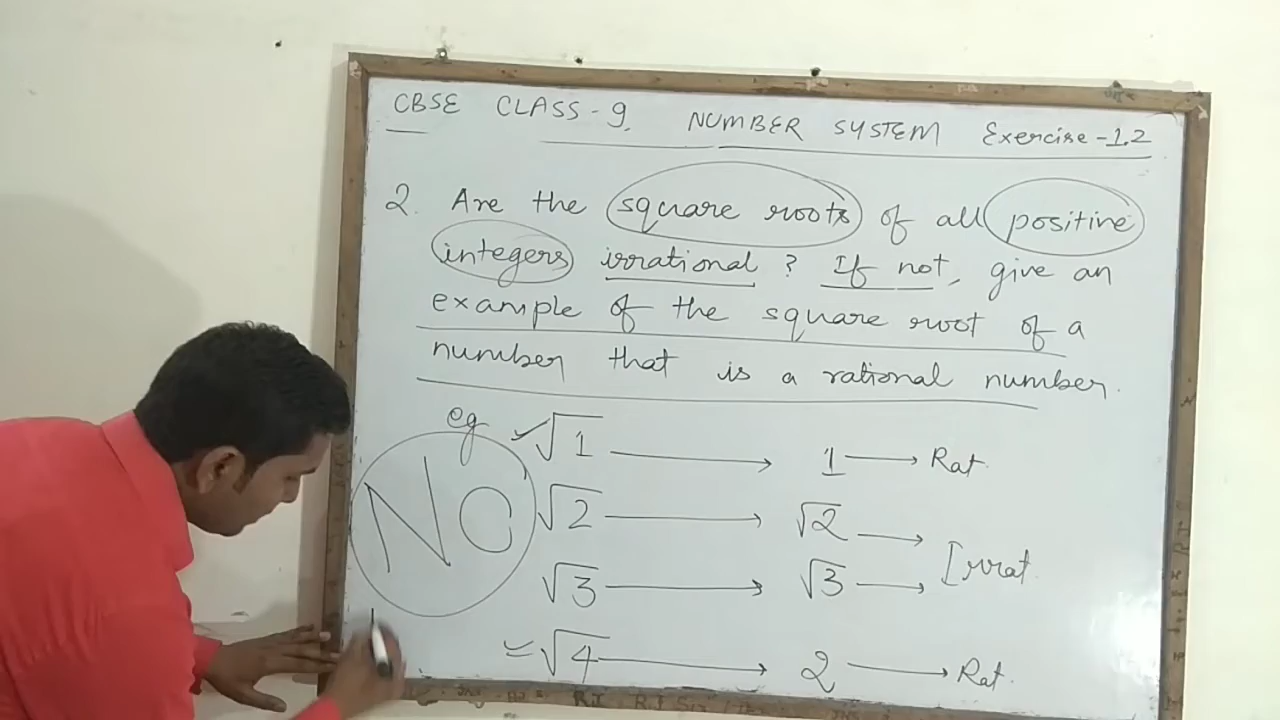 CBSE CLASS-9. NUMBER SYSTEM Exercise-1.2
2. Are the square roots of all positive
integers irrational ? If not, give an
example of the square root of a
number that is a rational number.
eg √1 → 1 → Rat.
NO
√2 → √2 →
√3 → √3 →
Irrat.
√4 → 2 → Rat.